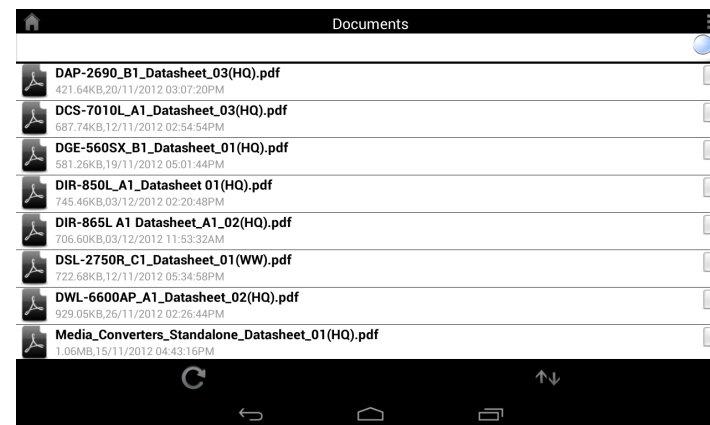 Documents
DAP-2690_B1_Datasheet_03(HQ).pdf
421.64KB,20/11/2012 03:07:20PM
DCS-7010L_A1_Datasheet_03(HQ).pdf
687.74KB,12/11/2012 02:54:54PM
DGE-560SX_B1_Datasheet_01(HQ).pdf
581.26KB,19/11/2012 05:01:44PM
DIR-850L_A1_Datasheet 01(HQ).pdf
745.46KB,03/12/2012 02:20:48PM
DIR-865L A1 Datasheet_A1_02(HQ).pdf
706.60KB,03/12/2012 11:53:32AM
DSL-2750R_C1_Datasheet_01(WW).pdf
722.68KB,12/11/2012 05:34:58PM
DWL-6600AP_A1_Datasheet_02(HQ).pdf
929.05KB,26/11/2012 02:26:44PM
Media_Converters_Standalone_Datasheet_01(HQ).pdf
1.06MB,15/11/2012 04:43:16PM